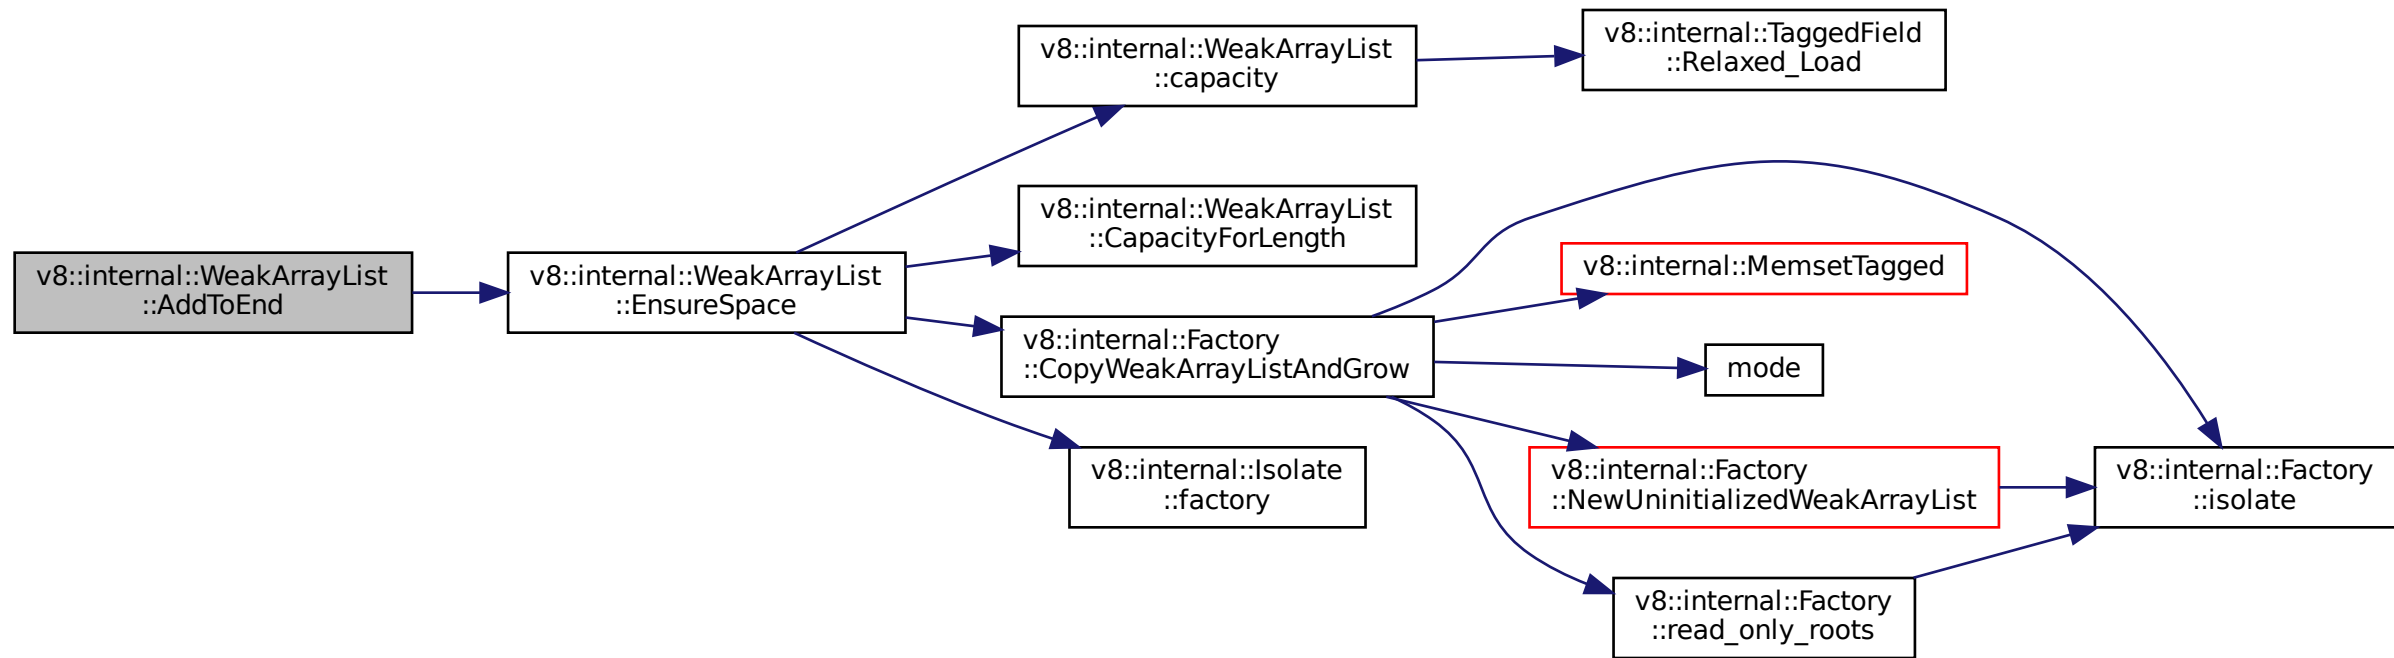 v8::internal::WeakArrayList
::AddToEnd
v8::internal::WeakArrayList
::EnsureSpace
v8::internal::WeakArrayList
::capacity
v8::internal::TaggedField
::Relaxed_Load
v8::internal::WeakArrayList
::CapacityForLength
v8::internal::Factory
::CopyWeakArrayListAndGrow
v8::internal::Isolate
::factory
v8::internal::MemsetTagged
mode
v8::internal::Factory
::NewUninitializedWeakArrayList
v8::internal::Factory
::read_only_roots
v8::internal::Factory
::isolate